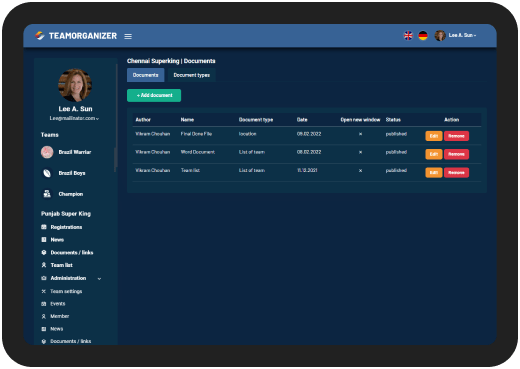 TEAMORGANIZER
Lee A. Sun
Chennai Superking | Documents
Documents Document types
+ Add document
Author Name Document type Date Open new window Status Action
Vikram Chouhan Final Done File location 09.02.2022 × published Edit Remove
Vikram Chouhan Word Document List of team 08.02.2022 × published Edit Remove
Vikram Chouhan Team list List of team 11.12.2021 × published Edit Remove
Lee A. Sun
Lee@mailinator.com
Teams
Brazil Warriar
Brazil Boys
Champion
Punjab Super King
Registrations
News
Documents / links
Team list
Administration
Team settings
Events
Member
News
Documents / links